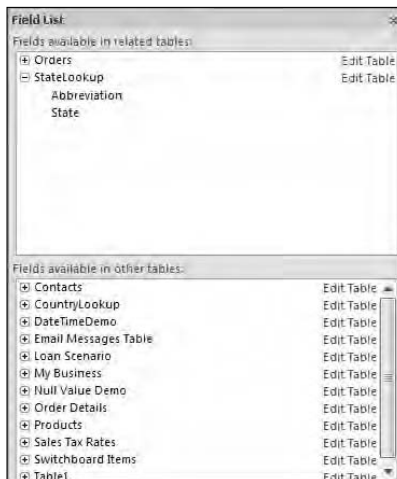 Field List
Fields available in related tables:
Orders Edit Table
StateLookup Edit Table
Abbreviation
State
Fields available in other tables:
Contacts Edit Table
CountryLookup Edit Table
DateTimeDemo Edit Table
Email Messages Table Edit Table
Loan Scenario Edit Table
My Business Edit Table
Null Value Demo Edit Table
Order Details Edit Table
Products Edit Table
Sales Tax Rates Edit Table
Switchboard Items Edit Table
Table1 Edit Table